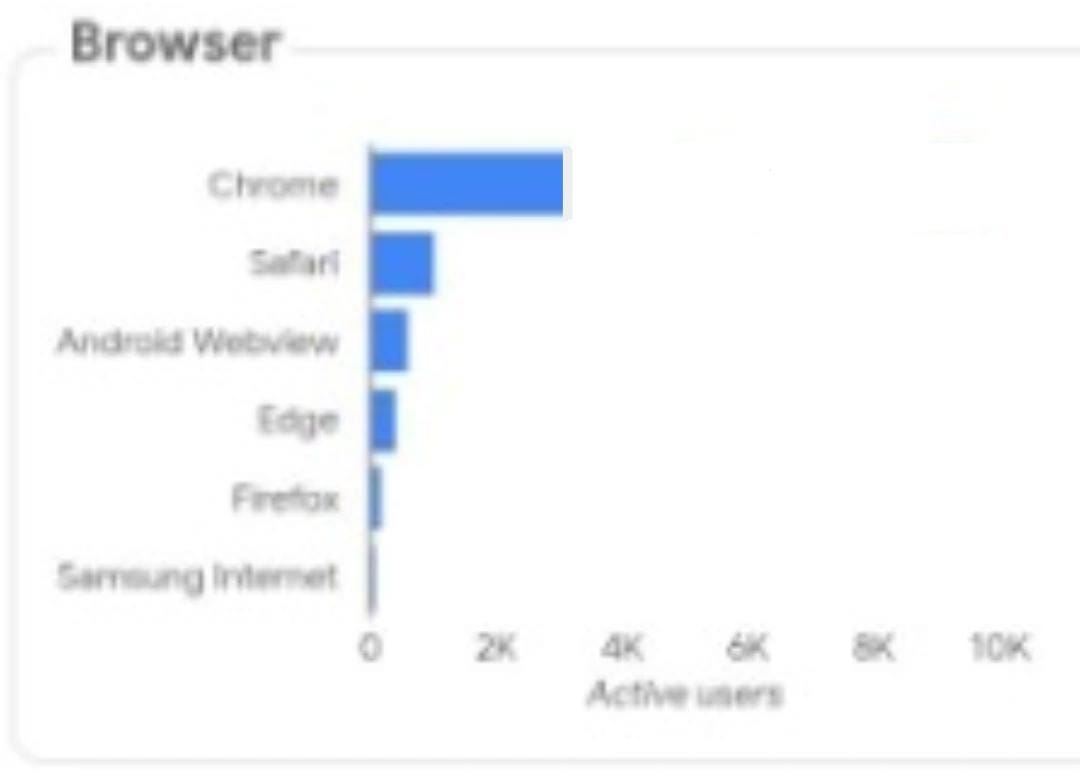 Browser
Chrome
Safari
Android Webview
Edge
Firefox
Samsung Internet
0 2K 4K 6K 8K 10K
Active users